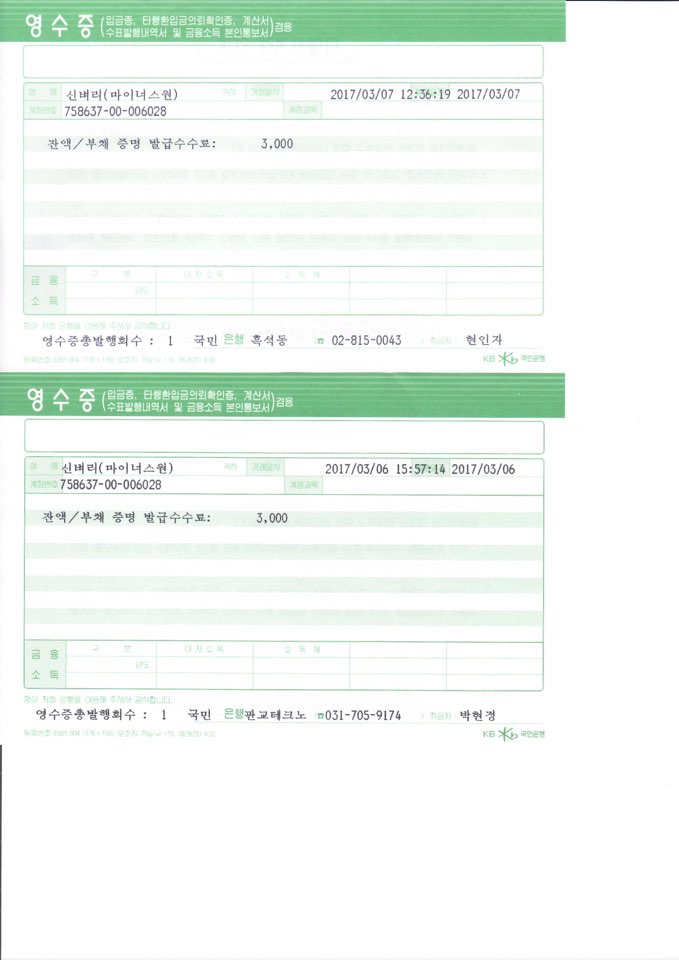 영수증 (입금증, 타행환입금의뢰확인증, 계산서 수표발행내역서 및 금융소득 본인통보서)겸용
성 명 신벼리(마이너스원) 귀하 거래일시 2017/03/07 12:36:19 2017/03/07
계좌번호 758637-00-006028 계정과목
잔액/부채 증명 발급수수료: 3,000
금융소득 구 분 이자소득 소득세
년도
항상 저희 은행을 이용해 주셔서 감사합니다.
영수증총발행회수 : 1 국민 은행 흑석동 ☎ 02-815-0043 취급자 : 현인자
KB 국민은행
영수증 (입금증, 타행환입금의뢰확인증, 계산서 수표발행내역서 및 금융소득 본인통보서)겸용
성 명 신벼리(마이너스원) 귀하 거래일시 2017/03/06 15:57:14 2017/03/06
계좌번호 758637-00-006028 계정과목
잔액/부채 증명 발급수수료: 3,000
금융소득 구 분 이자소득 소득세
년도
항상 저희 은행을 이용해 주셔서 감사합니다.
영수증총발행회수 : 1 국민 은행 판교테크노 ☎031-705-9174 취급자 : 박현경
KB 국민은행